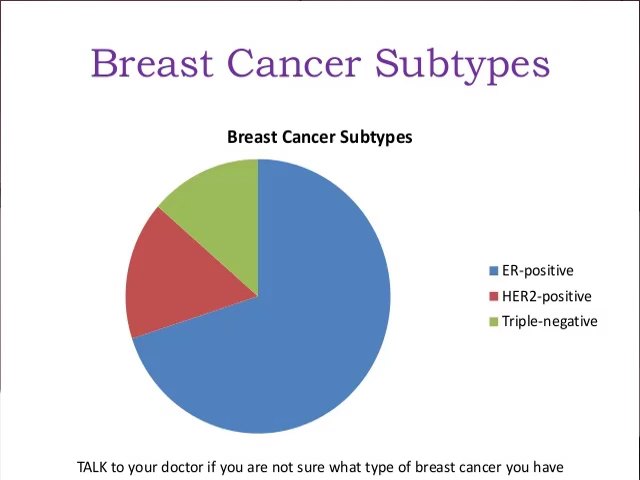 Breast Cancer Subtypes
Breast Cancer Subtypes
ER-positive
HER2-positive
Triple-negative
TALK to your doctor if you are not sure what type of breast cancer you have